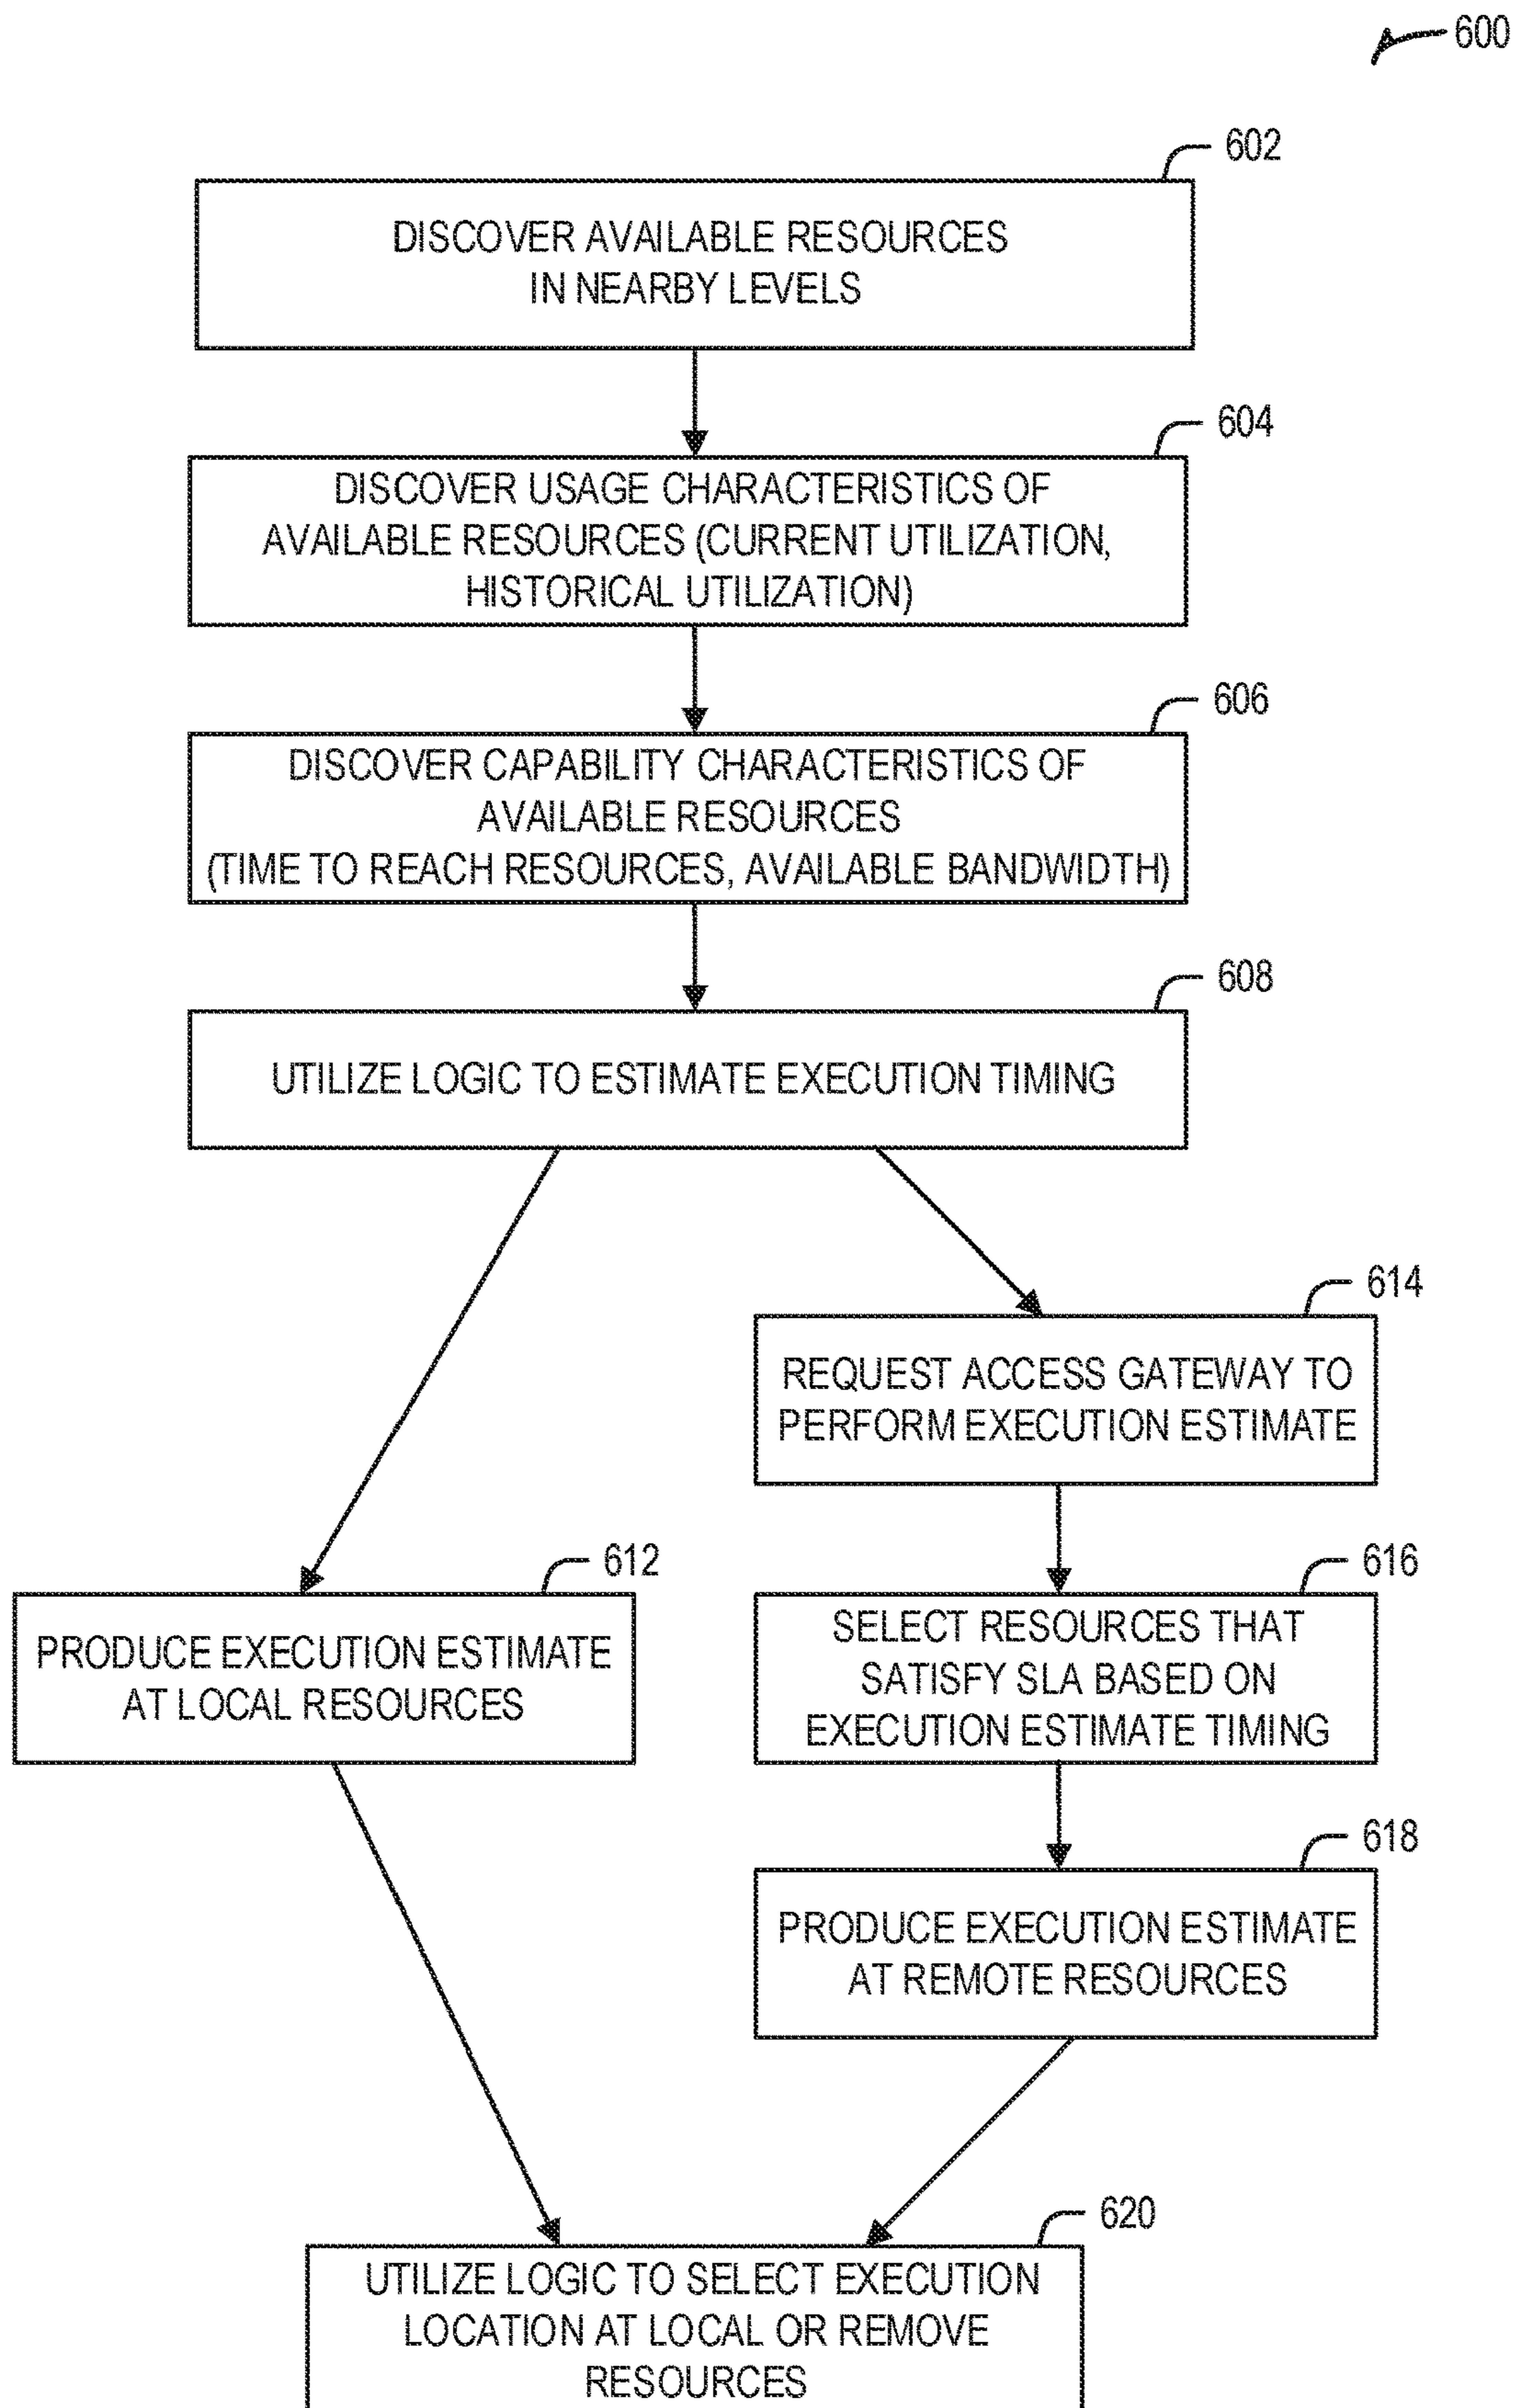 600
602
DISCOVER AVAILABLE RESOURCES
IN NEARBY LEVELS
604
DISCOVER USAGE CHARACTERISTICS OF
AVAILABLE RESOURCES (CURRENT UTILIZATION,
HISTORICAL UTILIZATION)
606
DISCOVER CAPABILITY CHARACTERISTICS OF
AVAILABLE RESOURCES
(TIME TO REACH RESOURCES, AVAILABLE BANDWIDTH)
608
UTILIZE LOGIC TO ESTIMATE EXECUTION TIMING
614
REQUEST ACCESS GATEWAY TO
PERFORM EXECUTION ESTIMATE
612
PRODUCE EXECUTION ESTIMATE
AT LOCAL RESOURCES
616
SELECT RESOURCES THAT
SATISFY SLA BASED ON
EXECUTION ESTIMATE TIMING
618
PRODUCE EXECUTION ESTIMATE
AT REMOTE RESOURCES
620
UTILIZE LOGIC TO SELECT EXECUTION
LOCATION AT LOCAL OR REMOVE
RESOURCES